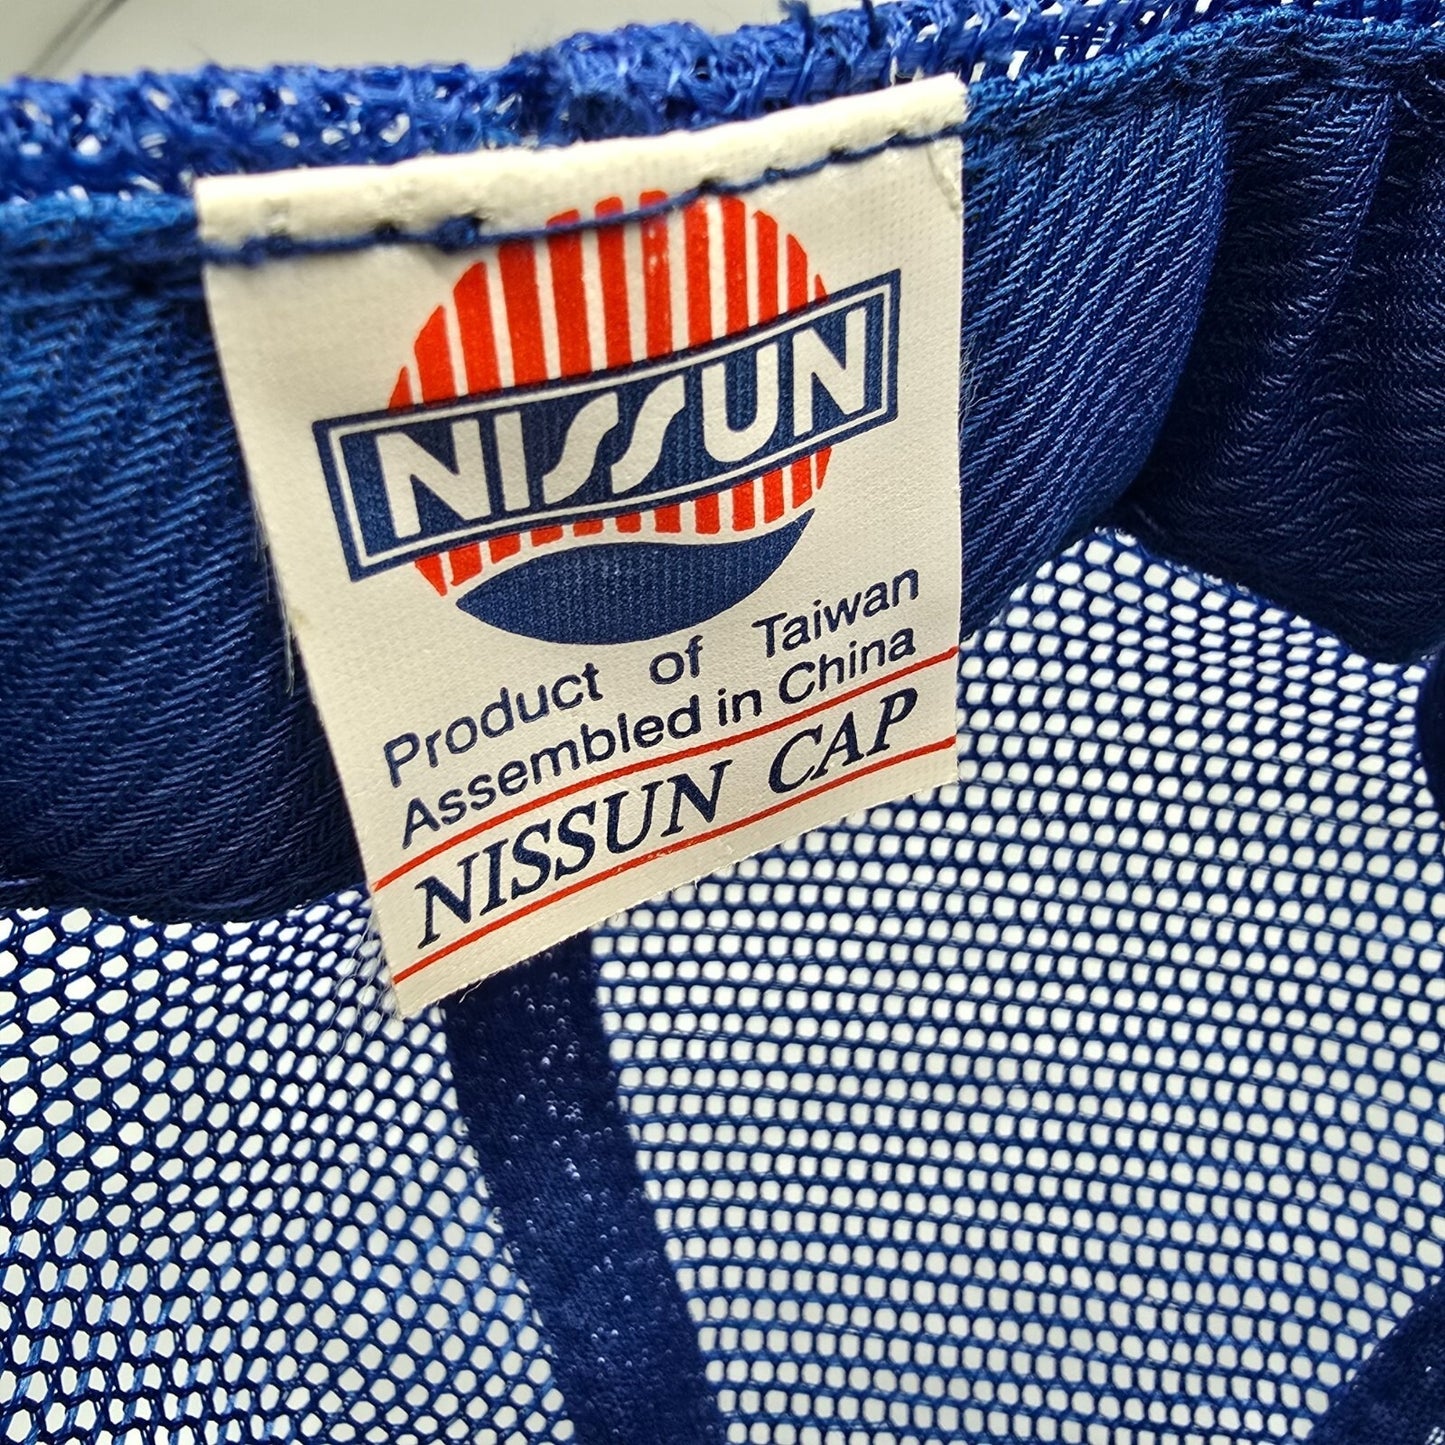 NISSUN
Product of Taiwan
Assembled in China
NISSUN CAP